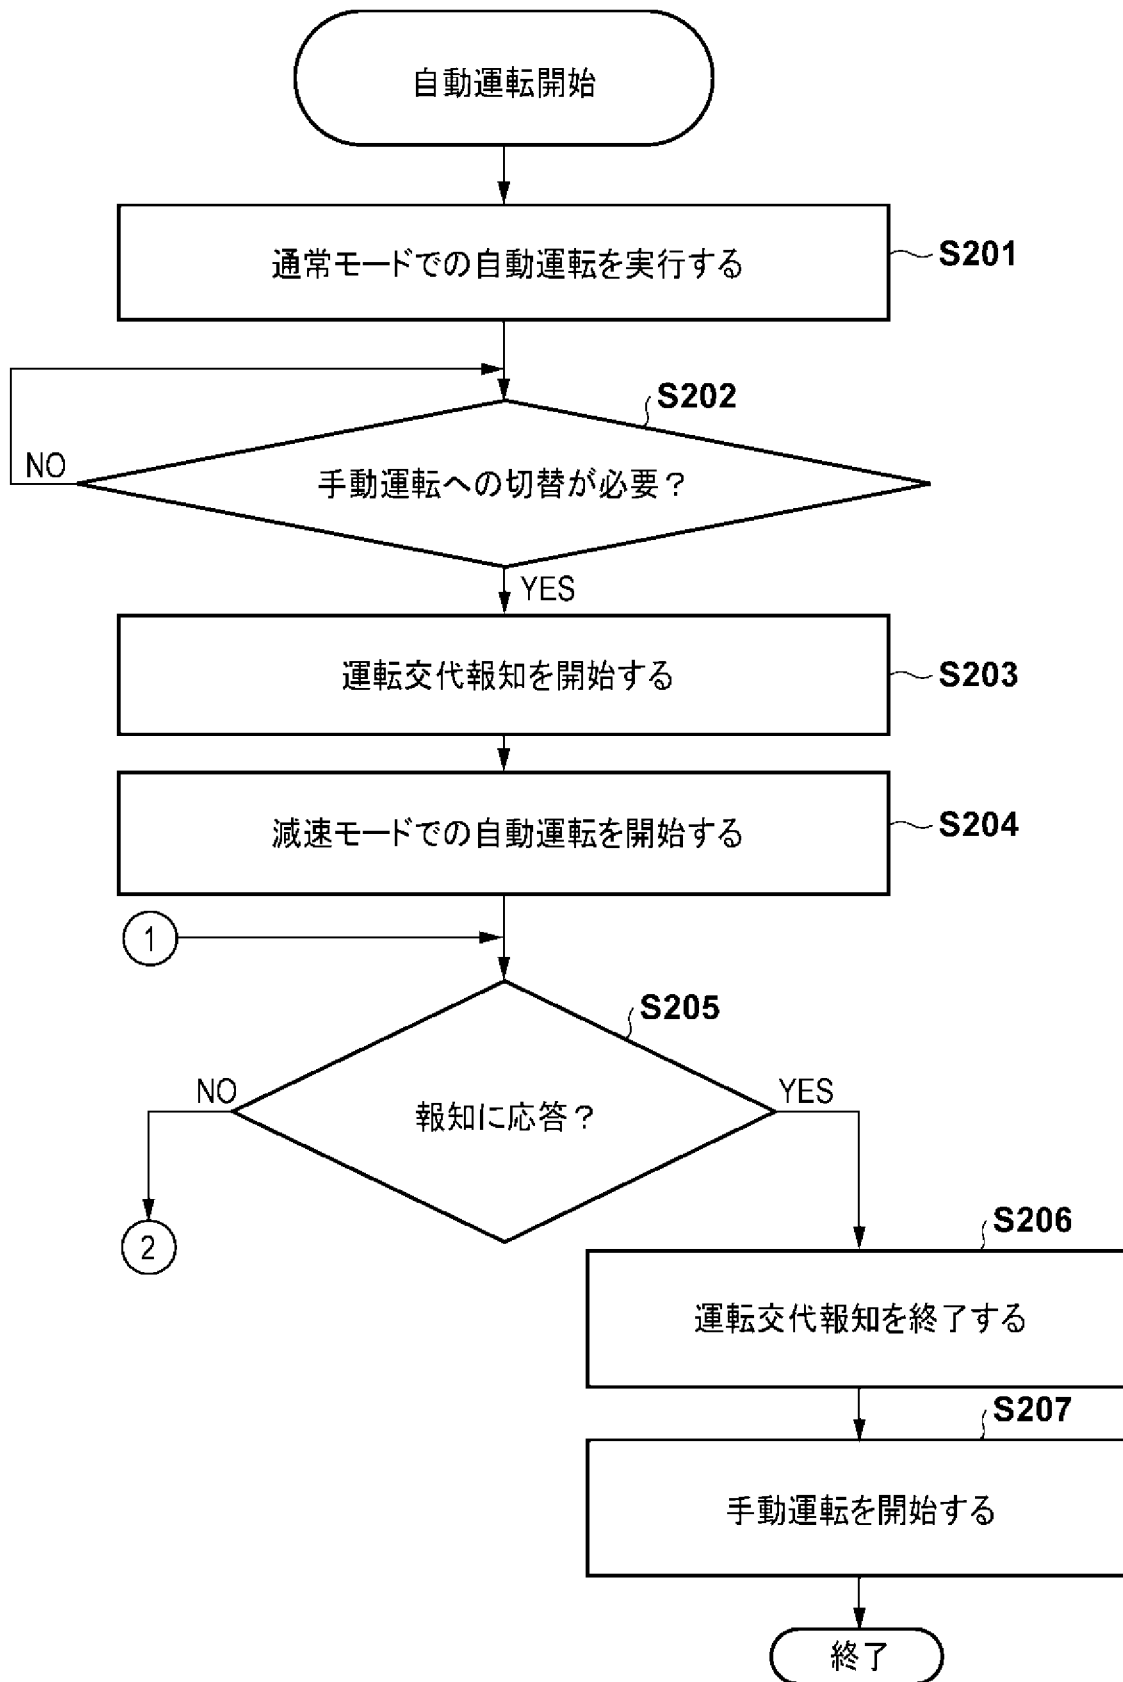 自動運転開始
通常モードでの自動運転を実行する
S201
S202
NO
手動運転への切替が必要？
YES
運転交代報知を開始する
S203
減速モードでの自動運転を開始する
S204
1
S205
NO
報知に応答？
YES
2
S206
運転交代報知を終了する
S207
手動運転を開始する
終了